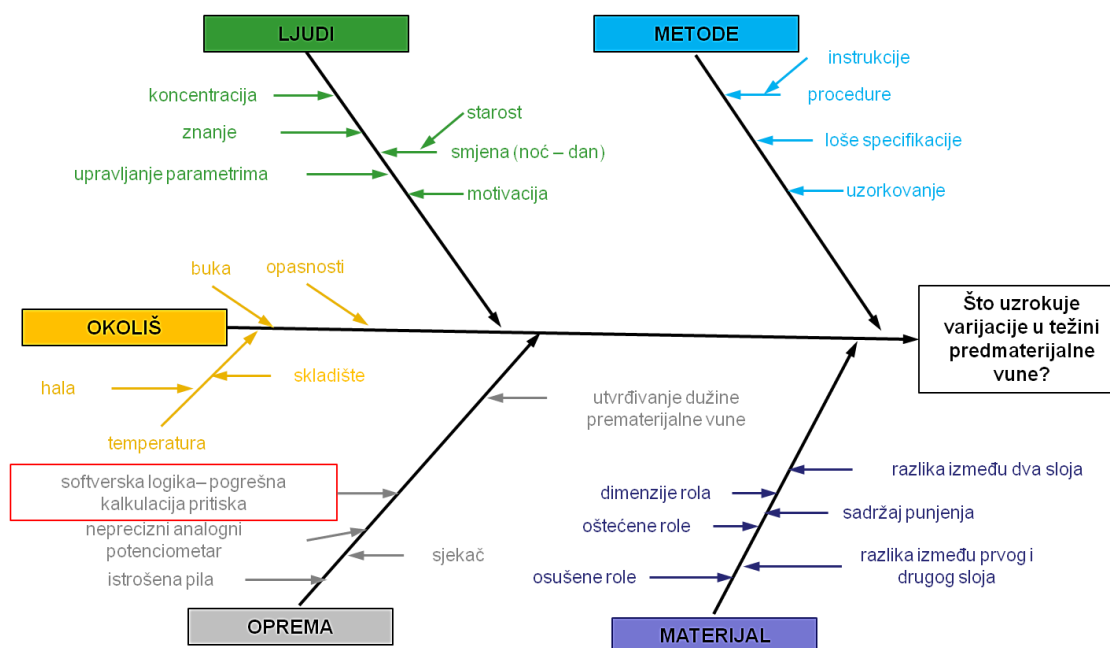 LJUDI
METODE
koncentracija
znanje
upravljanje parametrima
starost
smjena (noć – dan)
motivacija
instrukcije
procedure
loše specifikacije
uzorkovanje
buka
opasnosti
OKOLIŠ
hala
skladište
temperatura
Što uzrokuje
varijacije u težini
predmaterijalne
vune?
utvrđivanje dužine
prematerijalne vune
softverska logika– pogrešna
kalkulacija pritiska
neprecizni analogni
potenciometar
istrošena pila
sjekač
OPREMA
razlika između dva sloja
dimenzije rola
sadržaj punjenja
oštećene role
razlika između prvog i
drugog sloja
osušene role
MATERIJAL